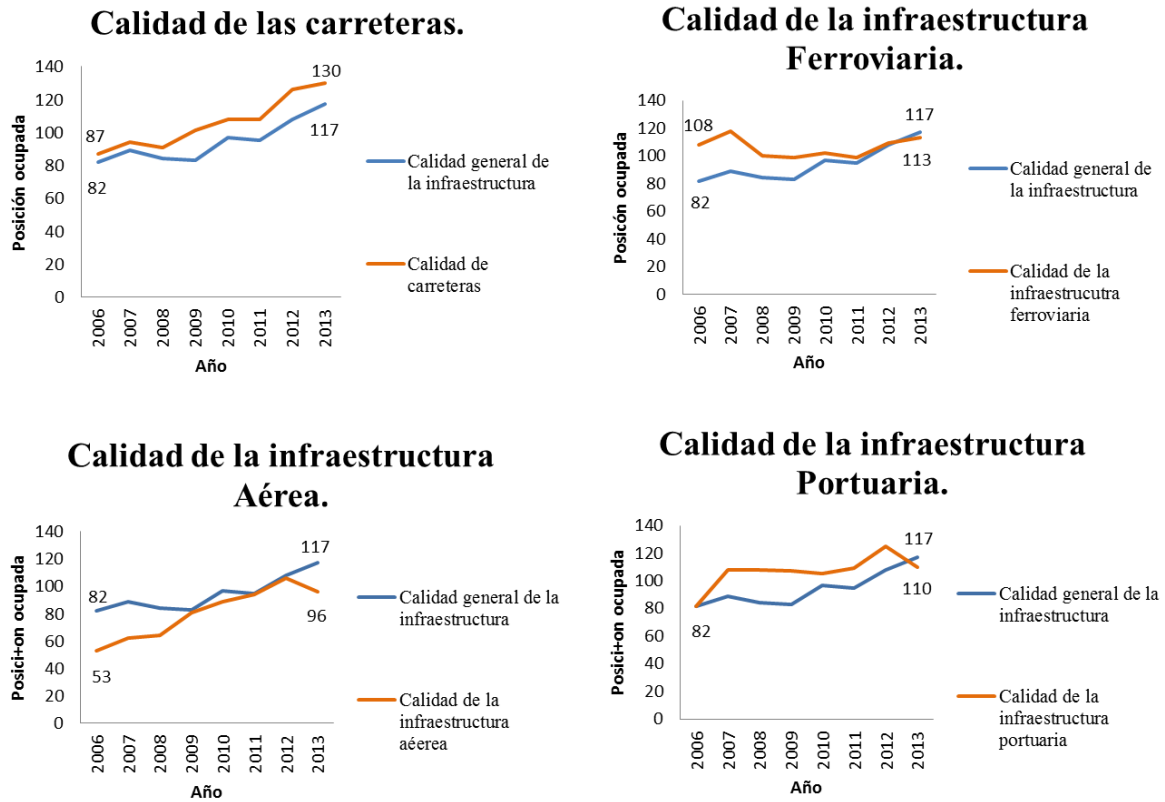 Calidad de las carreteras.
Posición ocupada
140
120
100
80
60
40
20
0
87
82
130
117
2006
2007
2008
2009
2010
2011
2012
2013
Año
Calidad general de
la infraestructura
Calidad de
carreteras
Calidad de la infraestructura
Ferroviaria.
Posicón ocupada
140
120
100
80
60
40
20
0
108
82
117
113
2006
2007
2008
2009
2010
2011
2012
2013
Año
Calidad general de
la infraestructura
Calidad de la
infraestrucutra
ferroviaria
Calidad de la infraestructura
Aérea.
Posici+on ocupada
140
120
100
80
60
40
20
0
82
53
117
96
2006
2007
2008
2009
2010
2011
2012
2013
Año
Calidad general de la
infraestructura
Calidad de la
infraestructura
aéerea
Calidad de la infraestructura
Portuaria.
Posici+on ocupada
140
120
100
80
60
40
20
0
82
117
110
2006
2007
2008
2009
2010
2011
2012
2013
Año
Calidad general de la
infraestructura
Calidad de la
infraestructura
portuaria